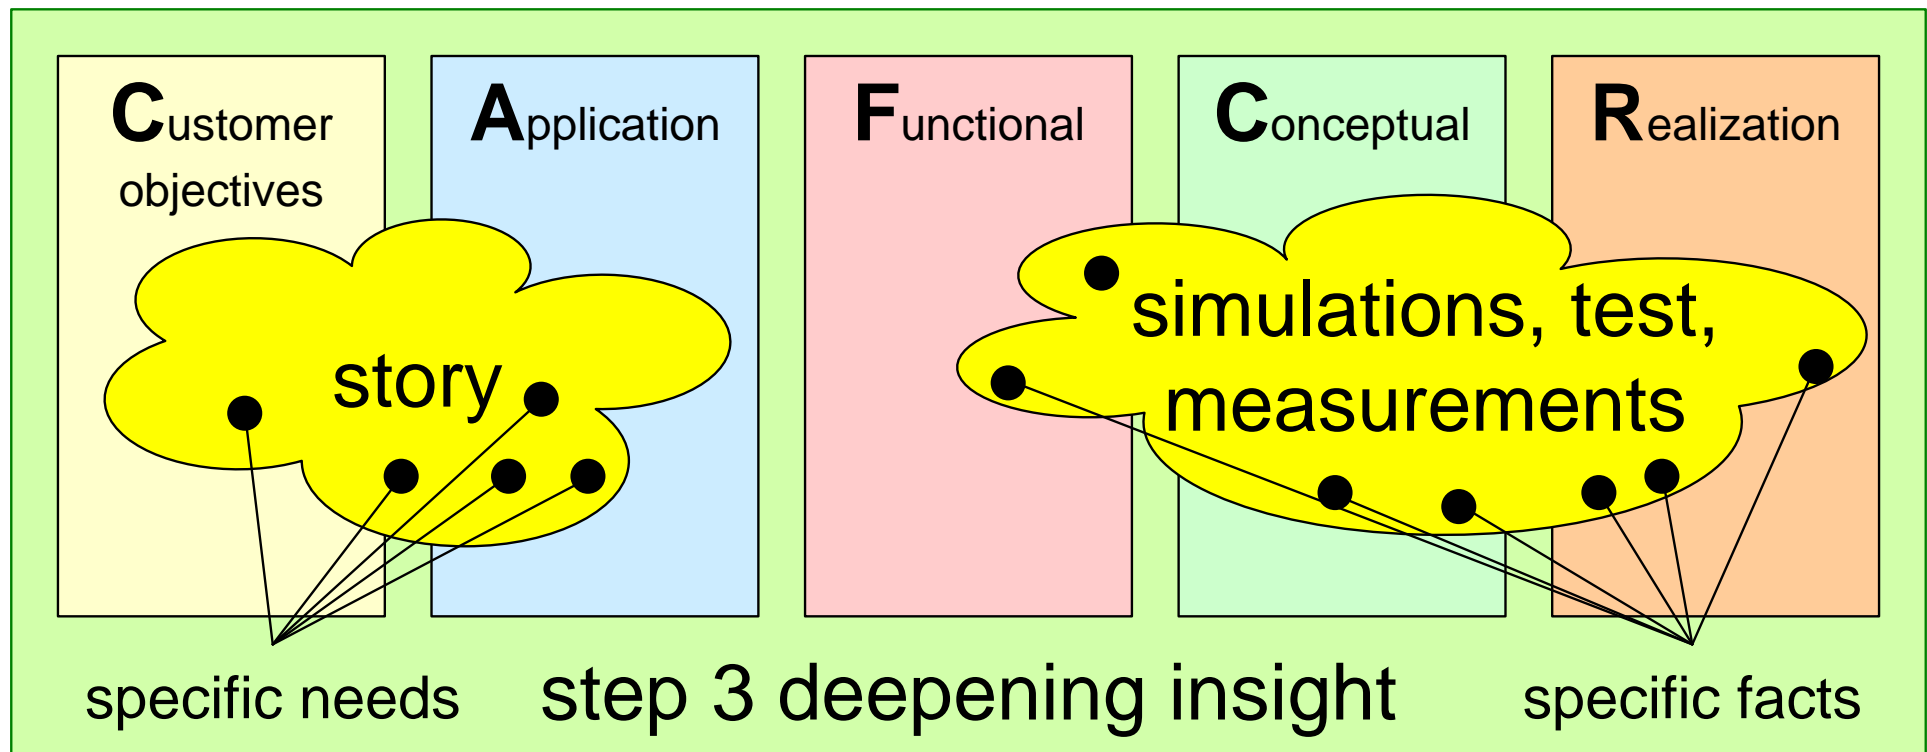 Customer
objectives
Application
Functional
Conceptual
Realization
story
simulations, test,
measurements
specific needs
step 3 deepening insight
specific facts